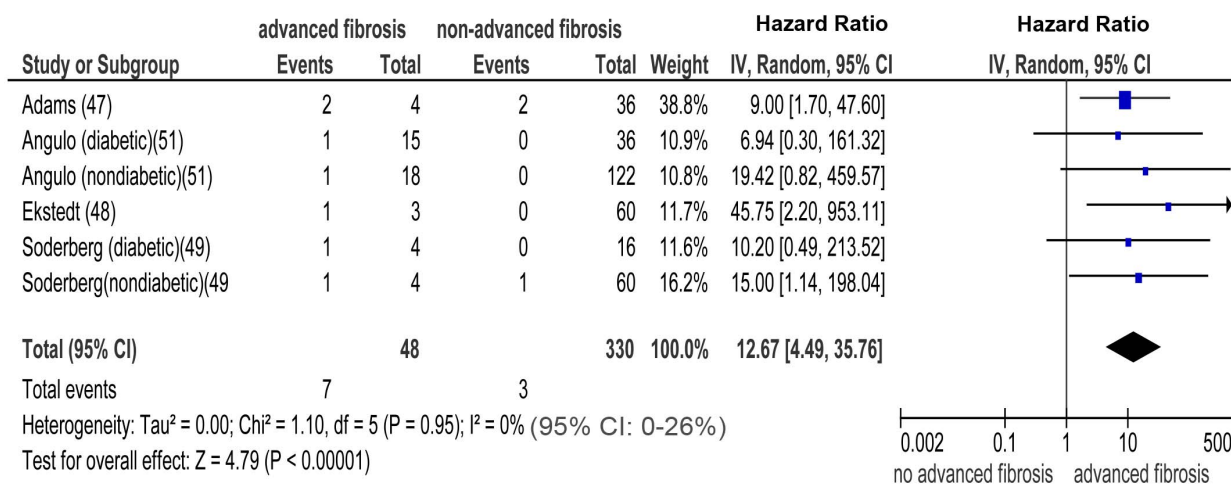 advanced fibrosis non-advanced fibrosis Hazard Ratio Hazard Ratio
Study or Subgroup Events Total Events Total Weight IV, Random, 95% CI IV, Random, 95% CI
Adams (47) 2 4 2 36 38.8% 9.00 [1.70, 47.60]
Angulo (diabetic)(51) 1 15 0 36 10.9% 6.94 [0.30, 161.32]
Angulo (nondiabetic)(51) 1 18 0 122 10.8% 19.42 [0.82, 459.57]
Ekstedt (48) 1 3 0 60 11.7% 45.75 [2.20, 953.11]
Soderberg (diabetic)(49) 1 4 0 16 11.6% 10.20 [0.49, 213.52]
Soderberg(nondiabetic)(49 1 4 1 60 16.2% 15.00 [1.14, 198.04]
Total (95% CI) 48 330 100.0% 12.67 [4.49, 35.76]
Total events 7 3
Heterogeneity: Tau² = 0.00; Chi² = 1.10, df = 5 (P = 0.95); I² = 0% (95% CI: 0-26%)
Test for overall effect: Z = 4.79 (P < 0.00001)
0.002 0.1 1 10 500
no advanced fibrosis advanced fibrosis